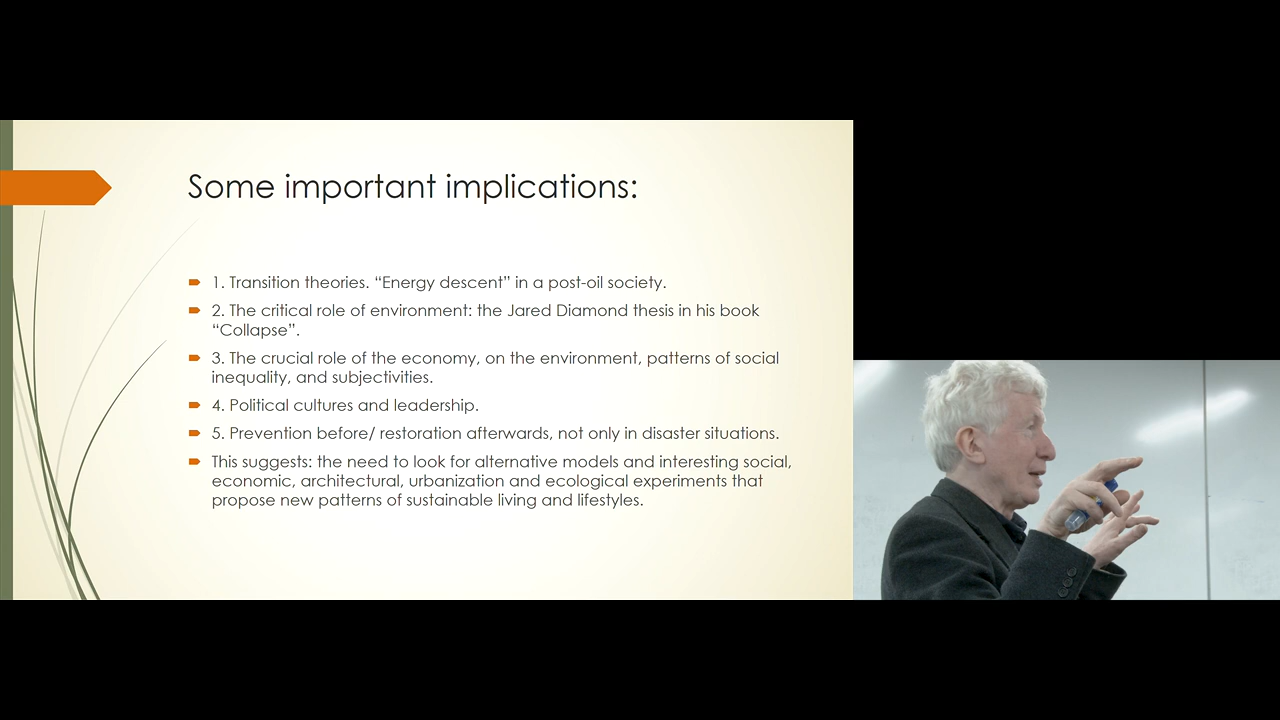 Some important implications:
1. Transition theories. “Energy descent” in a post-oil society.
2. The critical role of environment: the Jared Diamond thesis in his book
“Collapse”.
3. The crucial role of the economy, on the environment, patterns of social
inequality, and subjectivities.
4. Political cultures and leadership.
5. Prevention before/ restoration afterwards, not only in disaster situations.
This suggests: the need to look for alternative models and interesting social,
economic, architectural, urbanization and ecological experiments that
propose new patterns of sustainable living and lifestyles.